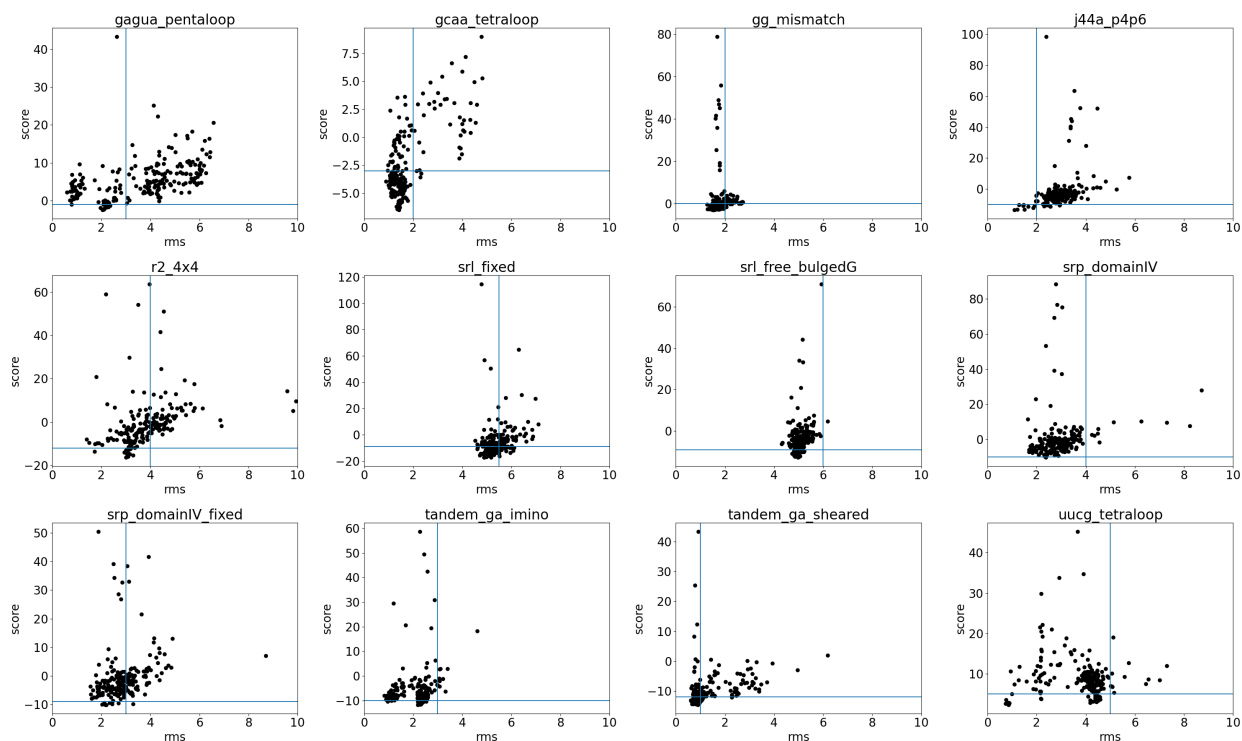 gagua_pentaloop
gcaa_tetraloop
gg_mismatch
j44a_p4p6
40
30
20
10
0
score
0 2 4 6 8 10
rms
7.5
5.0
2.5
0.0
−2.5
−5.0
score
0 2 4 6 8 10
rms
80
60
40
20
0
score
0 2 4 6 8 10
rms
100
80
60
40
20
0
score
0 2 4 6 8 10
rms
r2_4x4
srl_fixed
srl_free_bulgedG
srp_domainIV
60
40
20
0
−20
score
0 2 4 6 8 10
rms
120
100
80
60
40
20
0
−20
score
0 2 4 6 8 10
rms
60
40
20
0
score
0 2 4 6 8 10
rms
80
60
40
20
0
score
0 2 4 6 8 10
rms
srp_domainIV_fixed
tandem_ga_imino
tandem_ga_sheared
uucg_tetraloop
50
40
30
20
10
0
−10
score
0 2 4 6 8 10
rms
60
50
40
30
20
10
0
−10
score
0 2 4 6 8 10
rms
40
30
20
10
0
−10
score
0 2 4 6 8 10
rms
40
30
20
10
score
0 2 4 6 8 10
rms